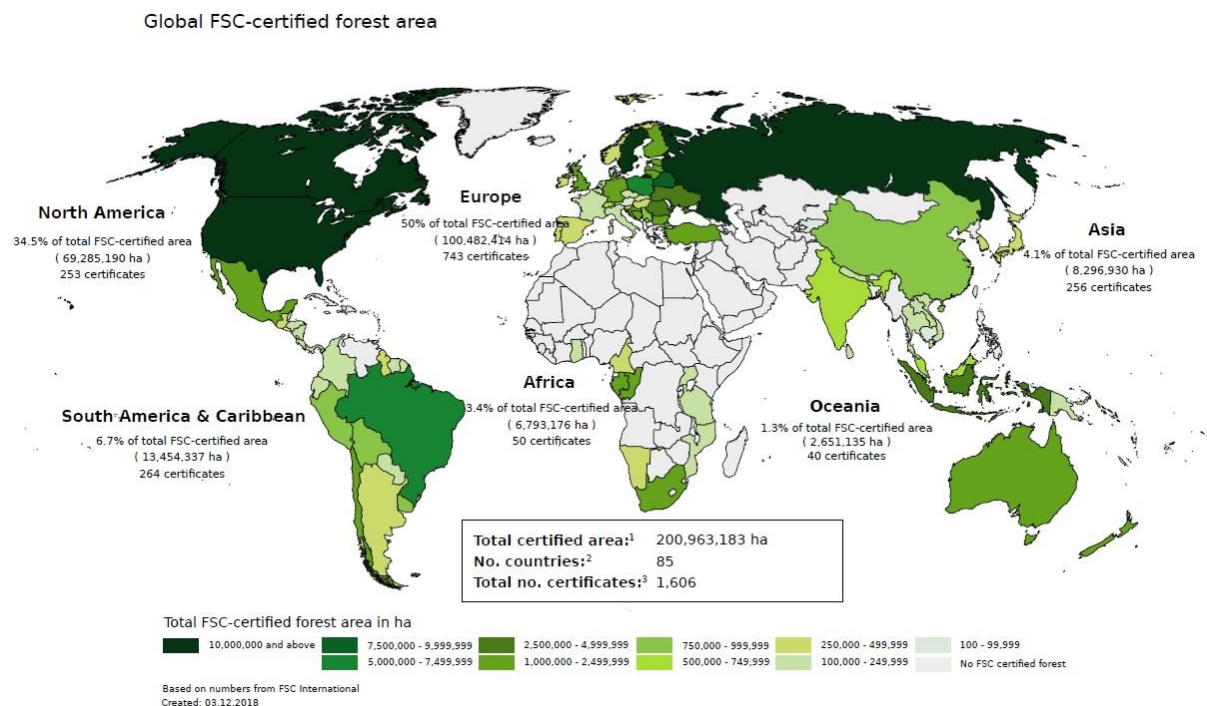 Global FSC-certified forest area
North America
34.5% of total FSC-certified area
( 69,285,190 ha )
253 certificates
Europe
50% of total FSC-certified area
( 100,482,414 ha )
743 certificates
Asia
4.1% of total FSC-certified area
( 8,296,930 ha )
256 certificates
South America & Caribbean
6.7% of total FSC-certified area
( 13,454,337 ha )
264 certificates
Africa
3.4% of total FSC-certified area
( 6,793,176 ha )
50 certificates
Oceania
1.3% of total FSC-certified area
( 2,651,135 ha )
40 certificates
Total certified area:¹ 200,963,183 ha
No. countries:² 85
Total no. certificates:³ 1,606
Total FSC-certified forest area in ha
10,000,000 and above 7,500,000 - 9,999,999 2,500,000 - 4,999,999 750,000 - 999,999 250,000 - 499,999 100 - 99,999
5,000,000 - 7,499,999 1,000,000 - 2,499,999 500,000 - 749,999 100,000 - 249,999 No FSC certified forest
Based on numbers from FSC International
Created: 03.12.2018